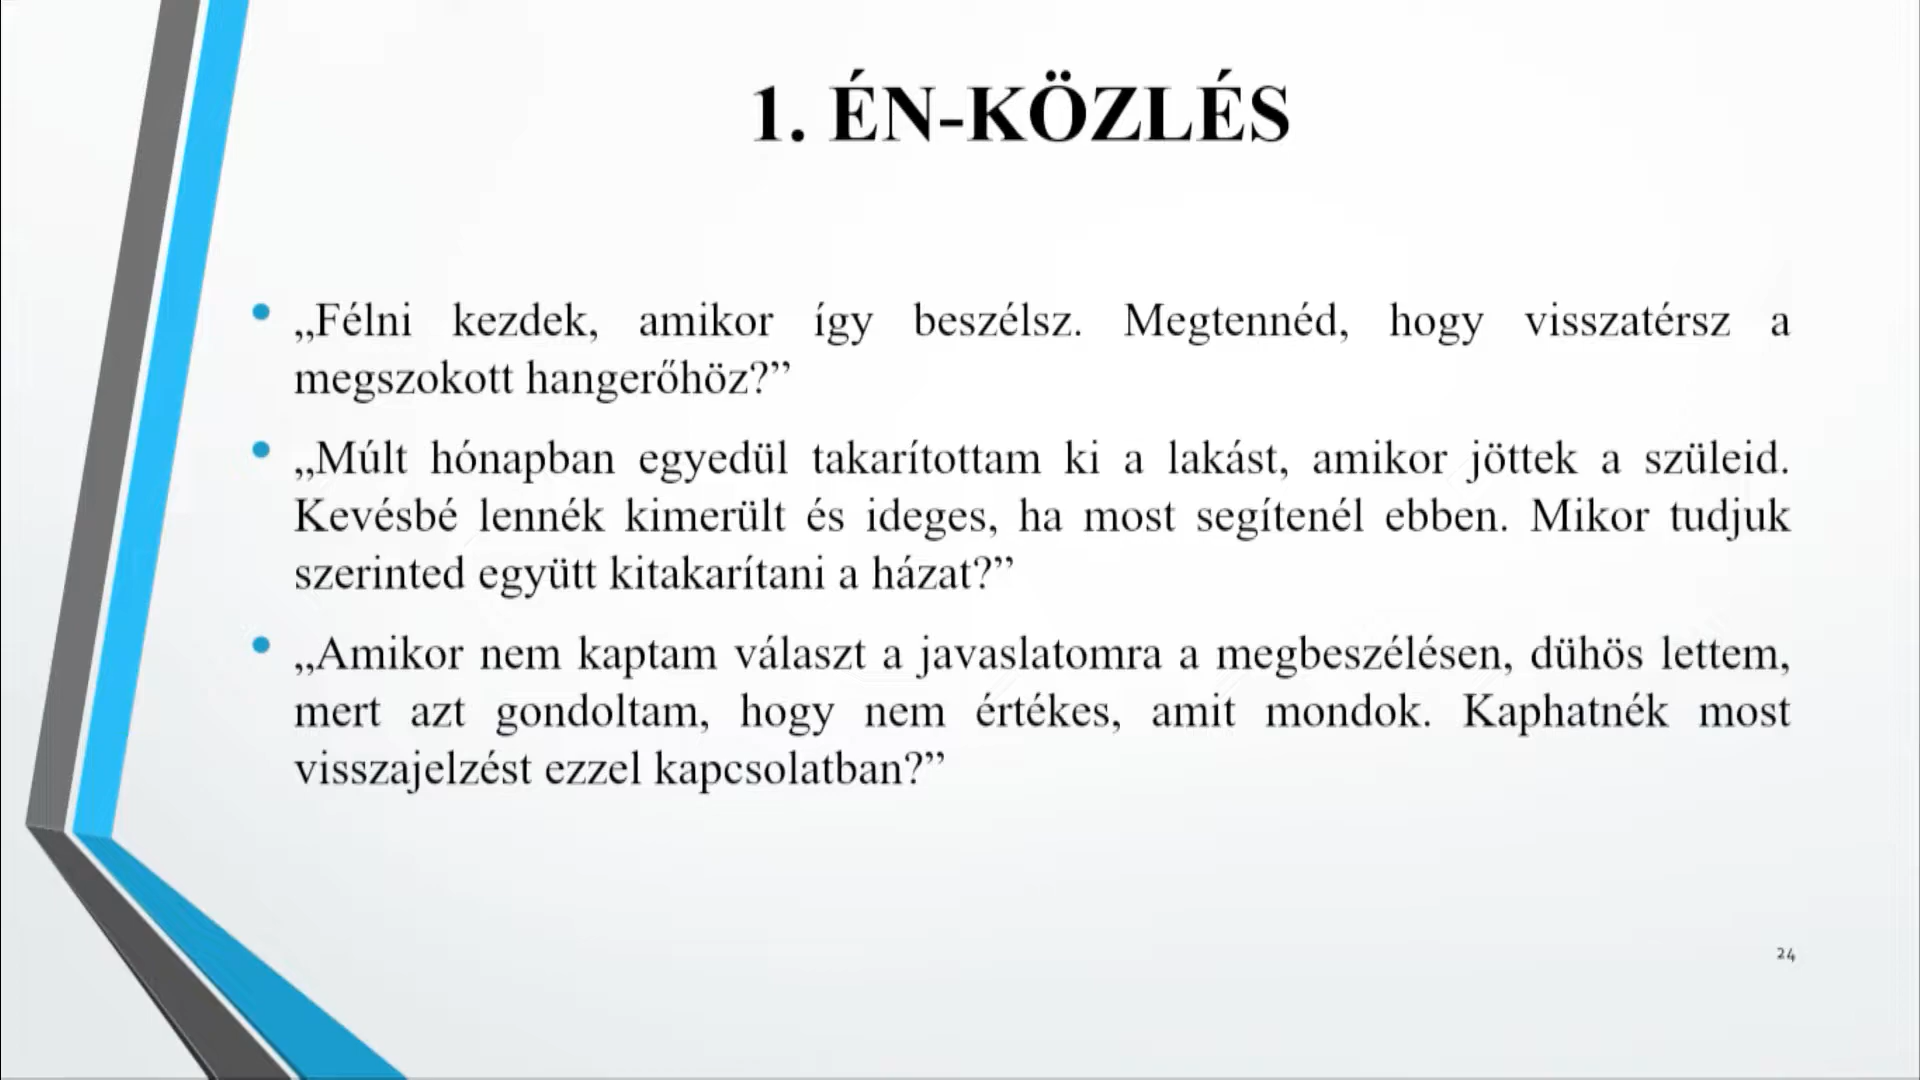 1. ÉN-KÖZLÉS
• „Félni kezdek, amikor így beszélsz. Megtennéd, hogy visszatérsz a
megszokott hangerőhöz?”
• „Múlt hónapban egyedül takarítottam ki a lakást, amikor jöttek a szüleid.
Kevésbé lennék kimerült és ideges, ha most segítenél ebben. Mikor tudjuk
szerinted együtt kitakarítani a házat?”
• „Amikor nem kaptam választ a javaslatomra a megbeszélésen, dühös lettem,
mert azt gondoltam, hogy nem értékes, amit mondok. Kaphatnék most
visszajelzést ezzel kapcsolatban?”
24